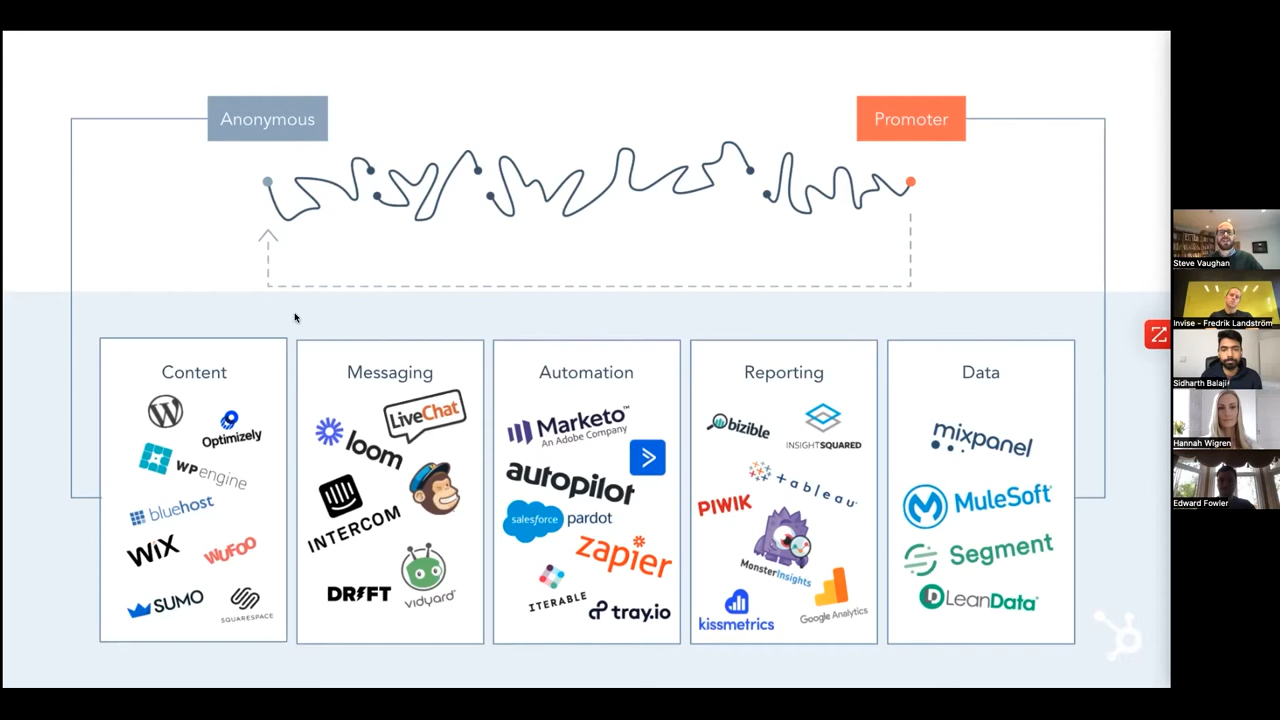 Anonymous
Promoter
Content
WORDPRESS
Optimizely
WP engine
bluehost
WiX
WUFOO
SUMO
SQUARESPACE
Messaging
LiveChat
loom
INTERCOM
DRIFT
vidyard
Automation
Marketo™
An Adobe Company
autopilot
salesforce pardot
zapier
ITERABLE
tray.io
Reporting
bizible
INSIGHTSQUARED
tableau
PIWIK
MonsterInsights
kissmetrics
Google Analytics
Data
mixpanel
MuleSoft
Segment
LeanData
Steve Vaughan
Invise - Fredrik Landström
Sidharth Balaji
Hannah Wigren
Edward Fowler